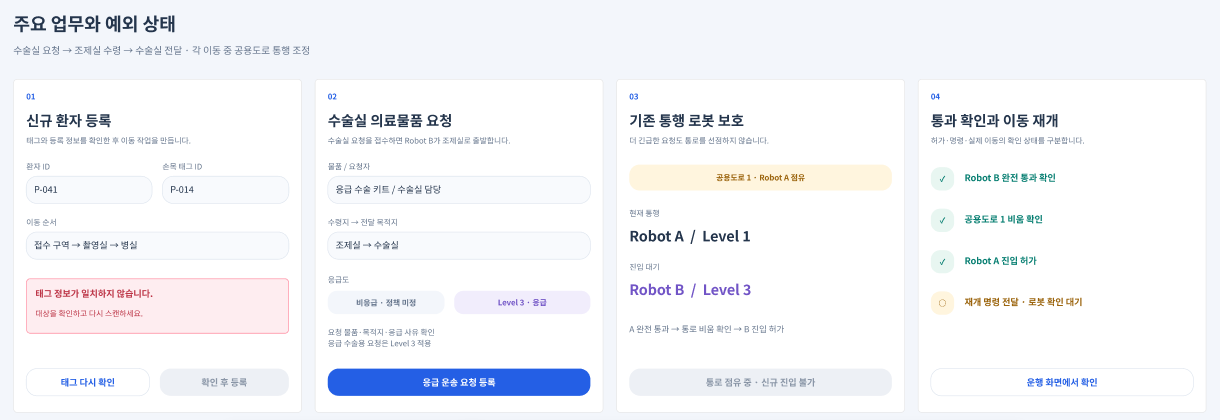 주요 업무와 예외 상태
수술실 요청 → 조제실 수령 → 수술실 전달 · 각 이동 중 공용도로 통행 조정
01
신규 환자 등록
태그와 등록 정보를 확인한 후 이동 작업을 만듭니다.
환자 ID
손목 태그 ID
P-041
P-014
이동 순서
접수 구역 → 촬영실 → 병실
태그 정보가 일치하지 않습니다.
대상을 확인하고 다시 스캔하세요.
태그 다시 확인
확인 후 등록
02
수술실 의료물품 요청
수술실 요청을 접수하면 Robot B가 조제실로 출발합니다.
물품 / 요청자
응급 수술 키트 / 수술실 담당
수령지 → 전달 목적지
조제실 → 수술실
응급도
비응급 · 정책 미정
Level 3 · 응급
요청 물품·목적지·응급 사유 확인
응급 수술용 요청은 Level 3 적용
응급 운송 요청 등록
03
기존 통행 로봇 보호
더 긴급한 요청도 통로를 선점하지 않습니다.
공용도로 1 · Robot A 점유
현재 통행
Robot A / Level 1
진입 대기
Robot B / Level 3
A 완전 통과 → 통로 비움 확인 → B 진입 허가
통로 점유 중 · 신규 진입 불가
04
통과 확인과 이동 재개
허가·명령·실제 이동의 확인 상태를 구분합니다.
✓ Robot B 완전 통과 확인
✓ 공용도로 1 비움 확인
✓ Robot A 진입 허가
○ 재개 명령 전달 · 로봇 확인 대기
운행 화면에서 확인